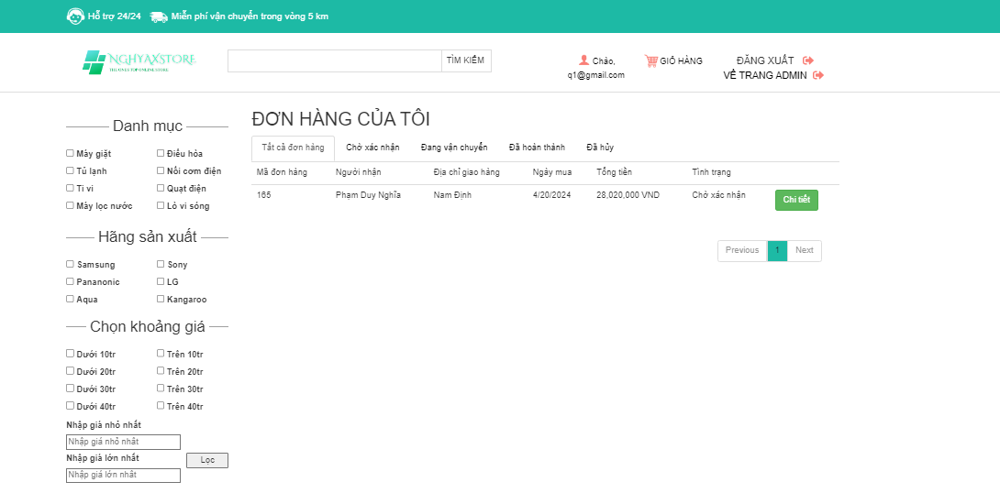 Hỗ trợ 24/24 Miễn phí vận chuyển trong vòng 5 km
NGHYAXSTORE
THE OVER TOP ONLINE STORE
TÌM KIẾM
Chào,
q1@gmail.com
GIỎ HÀNG
ĐĂNG XUẤT
VỀ TRANG ADMIN
Danh mục
Máy giặt Điều hòa
Tủ lạnh Nồi cơm điện
Ti vi Quạt điện
Máy lọc nước Lò vi sóng
Hãng sản xuất
Samsung Sony
Pananonic LG
Aqua Kangaroo
Chọn khoảng giá
Dưới 10tr Trên 10tr
Dưới 20tr Trên 20tr
Dưới 30tr Trên 30tr
Dưới 40tr Trên 40tr
Nhập giá nhỏ nhất
Nhập giá nhỏ nhất
Nhập giá lớn nhất
Lọc
Nhập giá lớn nhất
ĐƠN HÀNG CỦA TÔI
Tất cả đơn hàng Chờ xác nhận Đang vận chuyển Đã hoàn thành Đã hủy
Mã đơn hàng Người nhận Địa chỉ giao hàng Ngày mua Tổng tiền Tình trạng
165 Phạm Duy Nghĩa Nam Định 4/20/2024 28,020,000 VND Chờ xác nhận Chi tiết
Previous 1 Next